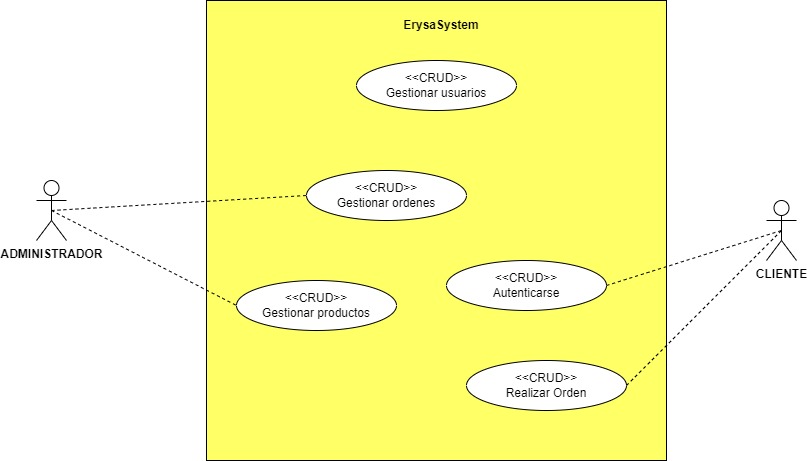 ErysaSystem
<<CRUD>>
Gestionar usuarios
<<CRUD>>
Gestionar ordenes
ADMINISTRADOR
<<CRUD>>
Autenticarse
CLIENTE
<<CRUD>>
Gestionar productos
<<CRUD>>
Realizar Orden